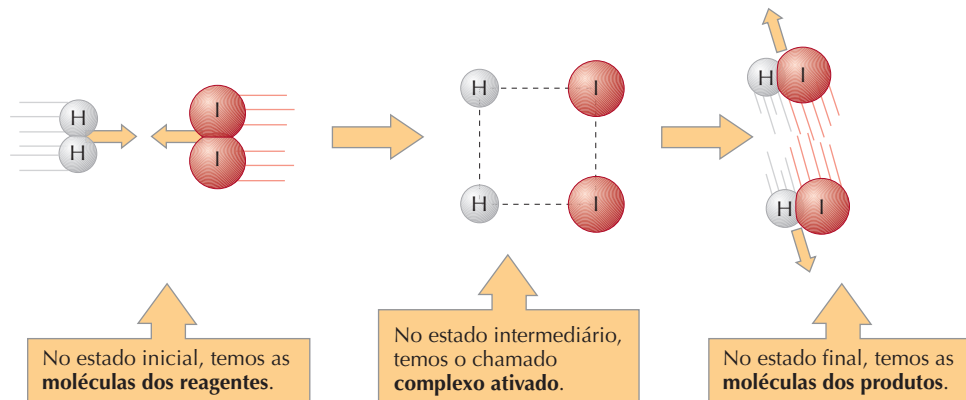 H
H
I
I
H
I
H
I
H I
H I
No estado inicial, temos as
moléculas dos reagentes.
No estado intermediário,
temos o chamado
complexo ativado.
No estado final, temos as
moléculas dos produtos.